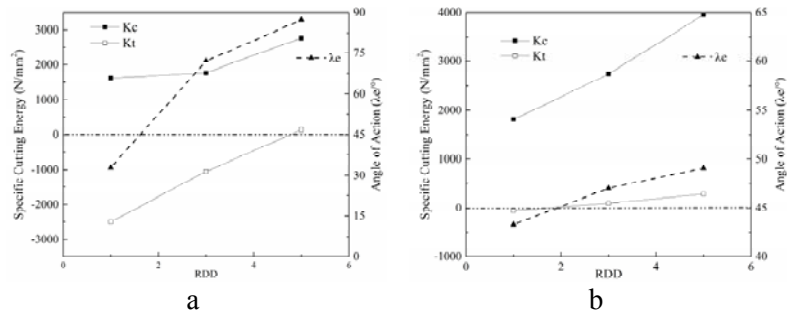 Specific Cutting Energy (N/mm²)
3000
2000
1000
0
-1000
-2000
-3000
Kc
Kt
λe
90
75
60
45
30
15
0
Angle of Action (λe/°)
0
2
4
6
RDD
a
Specific Cutting Energy (N/mm²)
4000
3000
2000
1000
0
-1000
Kc
Kt
λe
65
60
55
50
45
40
Angle of Action (λe/°)
0
2
4
6
RDD
b